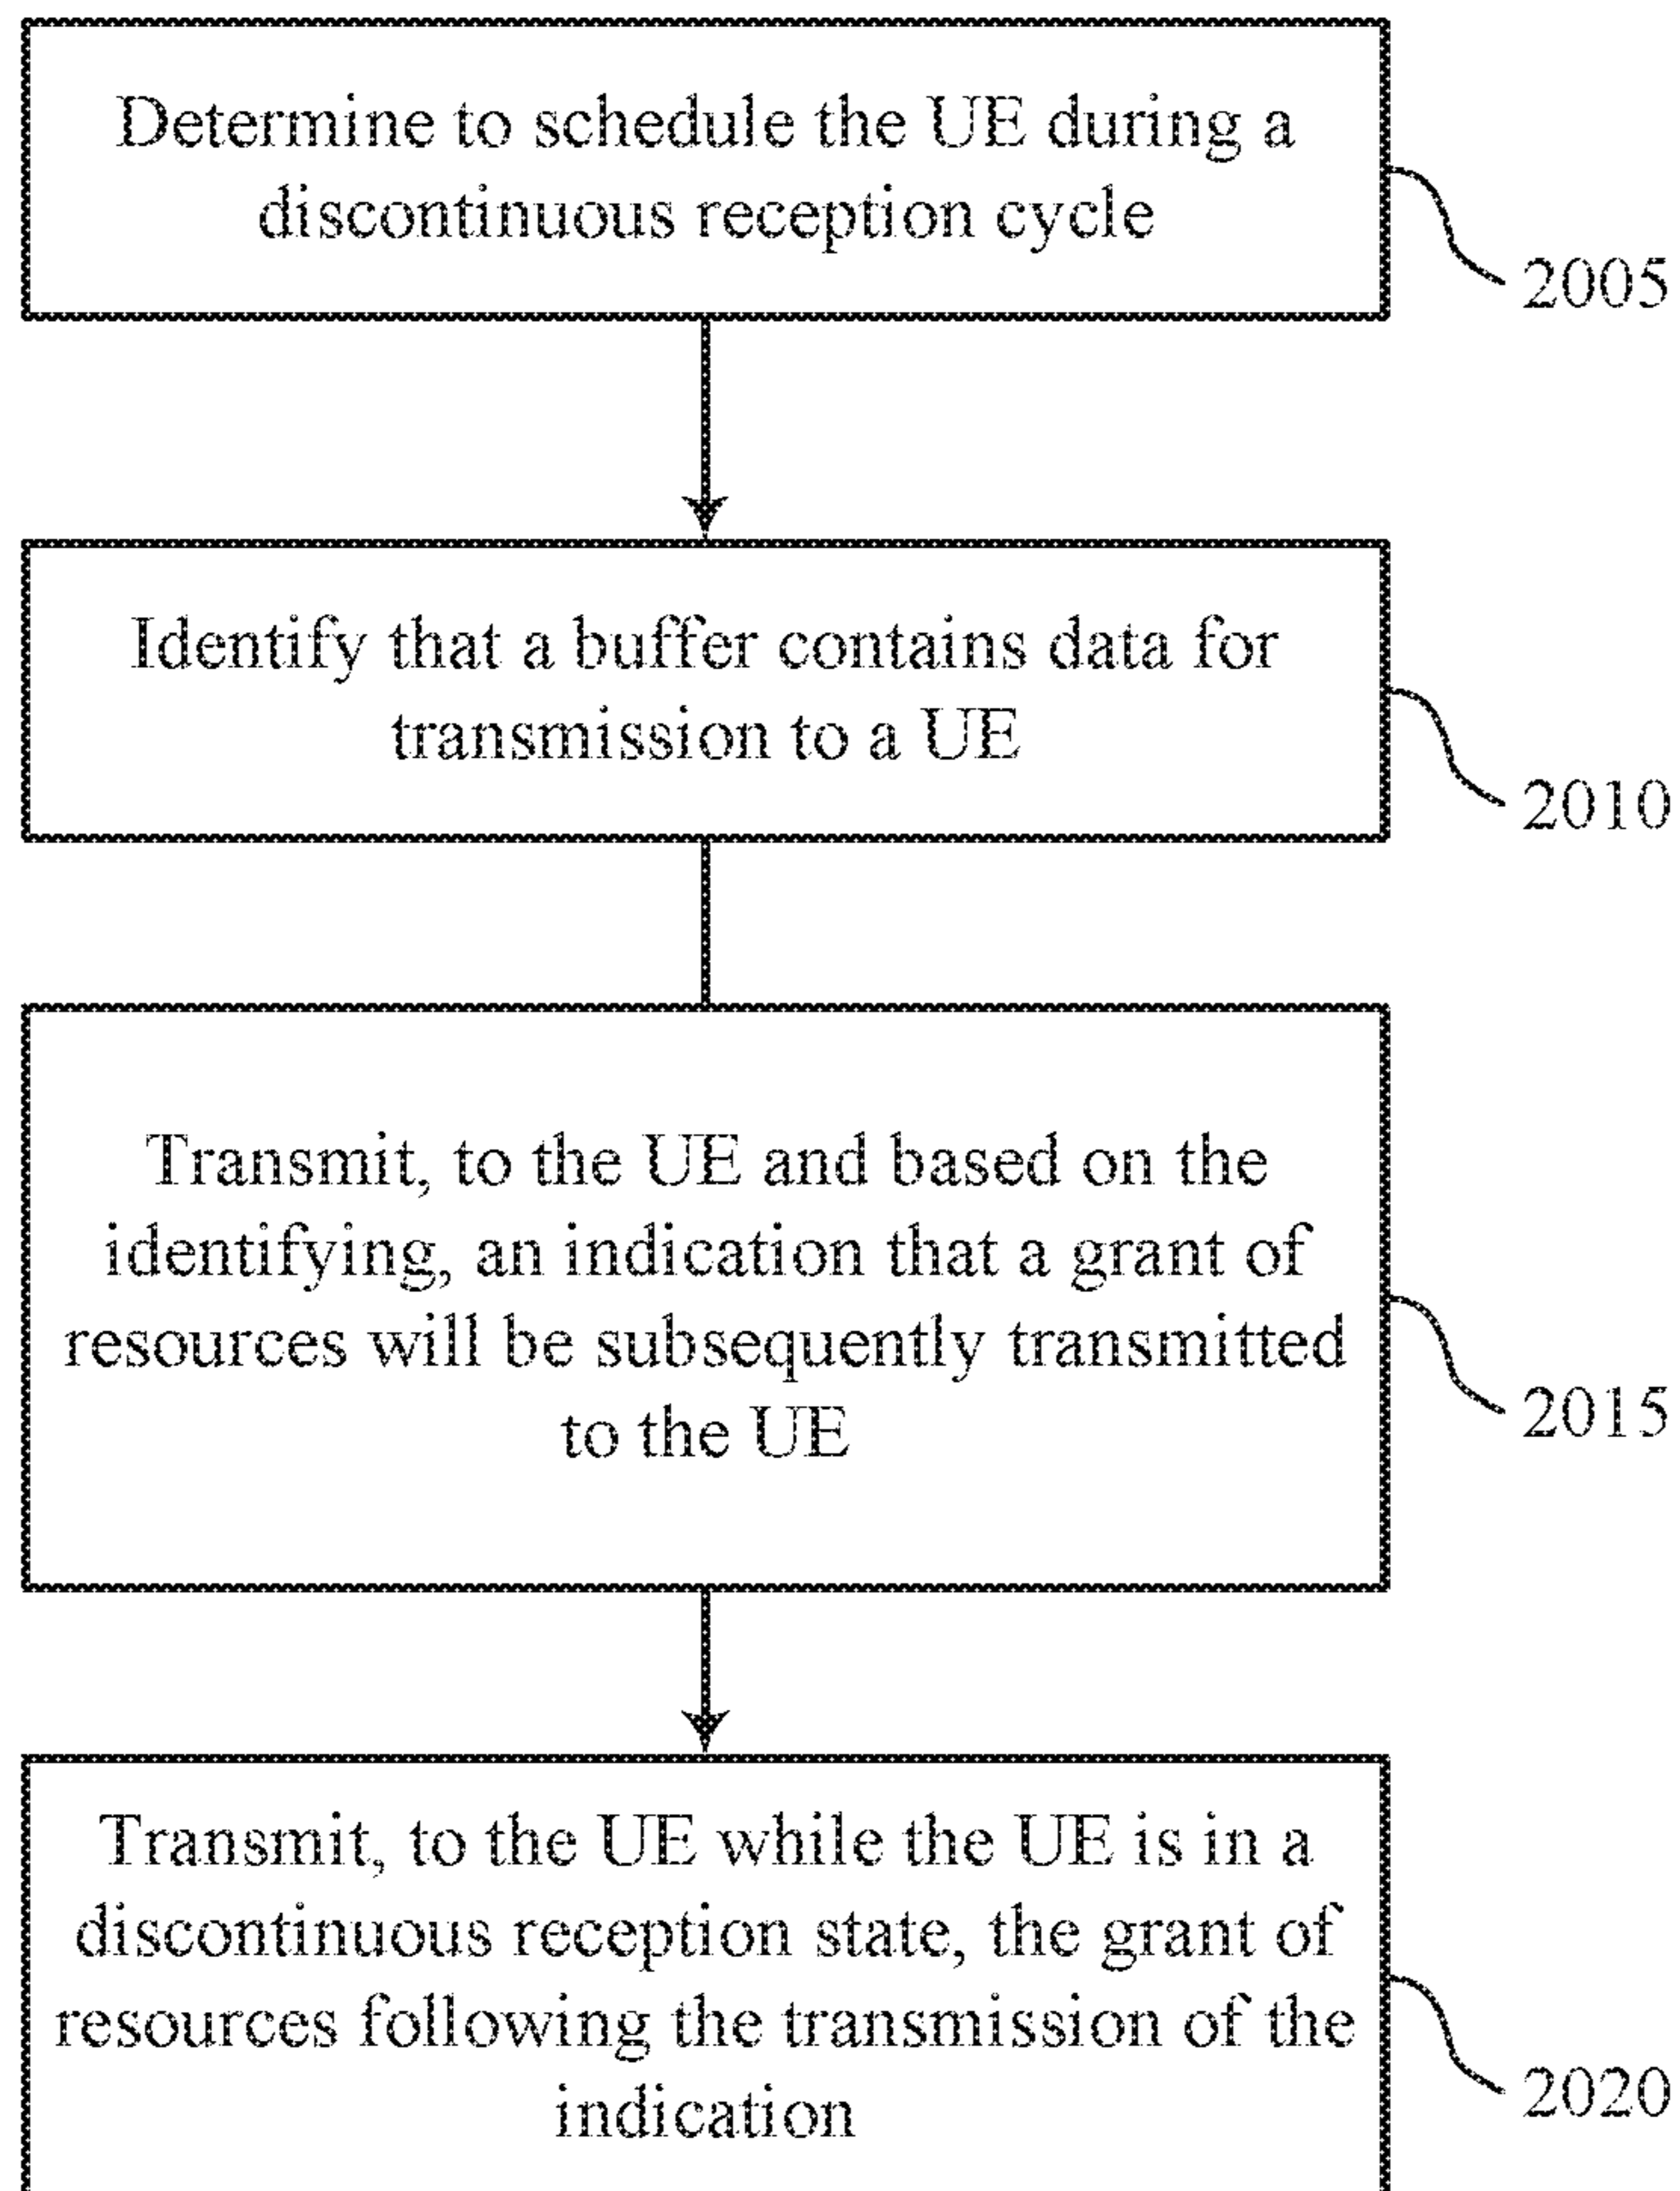 Determine to schedule the UE during a
discontinuous reception cycle
2005
Identify that a buffer contains data for
transmission to a UE
2010
Transmit, to the UE and based on the
identifying, an indication that a grant of
resources will be subsequently transmitted
to the UE
2015
Transmit, to the UE while the UE is in a
discontinuous reception state, the grant of
resources following the transmission of the
indication
2020